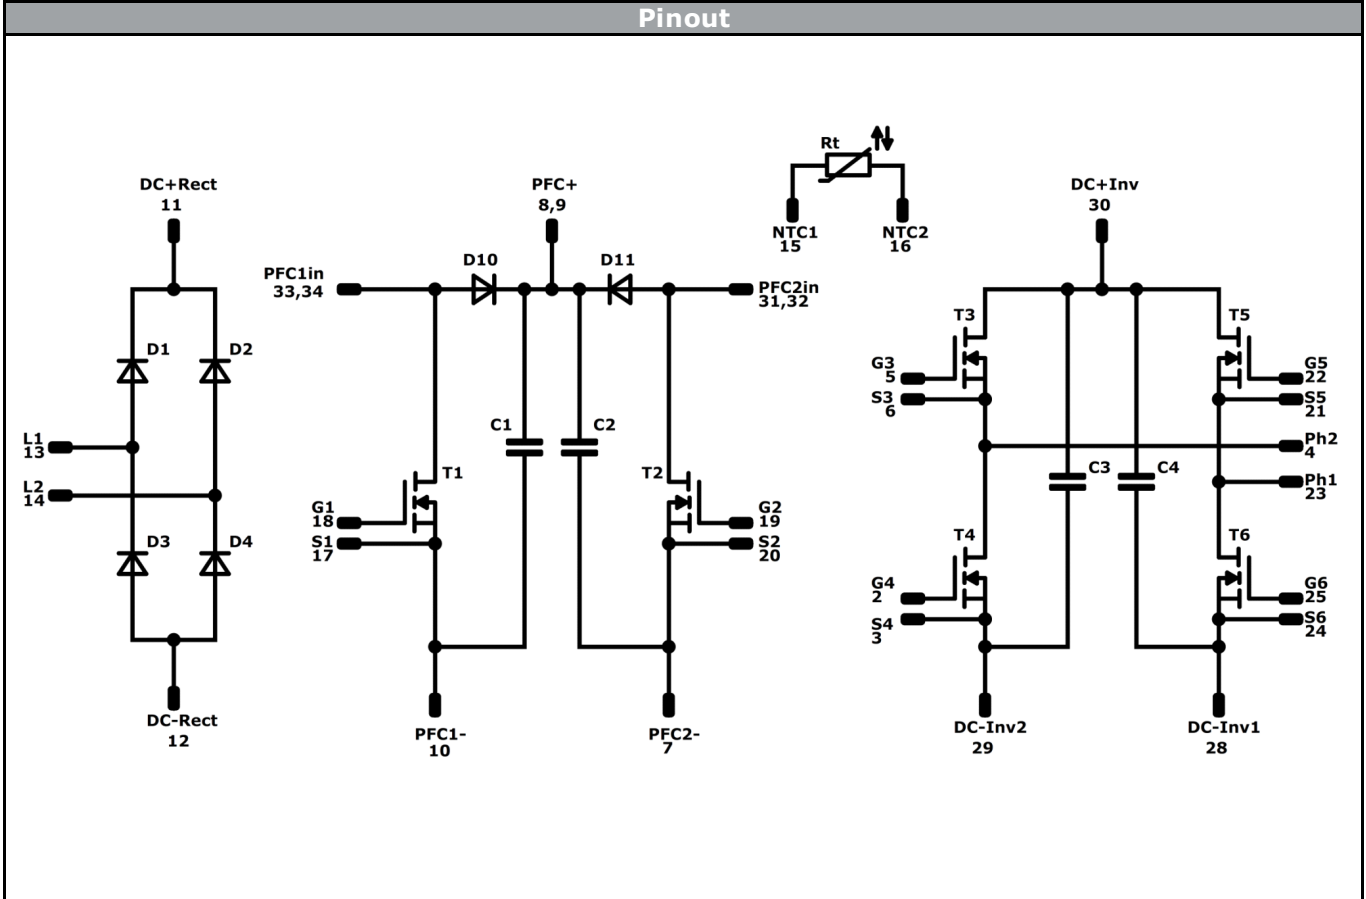 Pinout
Rt
DC+Rect
11
PFC+
8,9
DC+Inv
30
NTC1
15
NTC2
16
D10
D11
PFC1in
33,34
PFC2in
31,32
T3
T5
D1
D2
G3
5
S3
6
G5
22
S5
21
L1
13
C1
C2
Ph2
4
L2
14
T1
T2
C3
C4
Ph1
23
G1
18
S1
17
G2
19
S2
20
D3
D4
T4
T6
G4
2
S4
3
G6
25
S6
24
DC-Rect
12
PFC1-
10
PFC2-
7
DC-Inv2
29
DC-Inv1
28